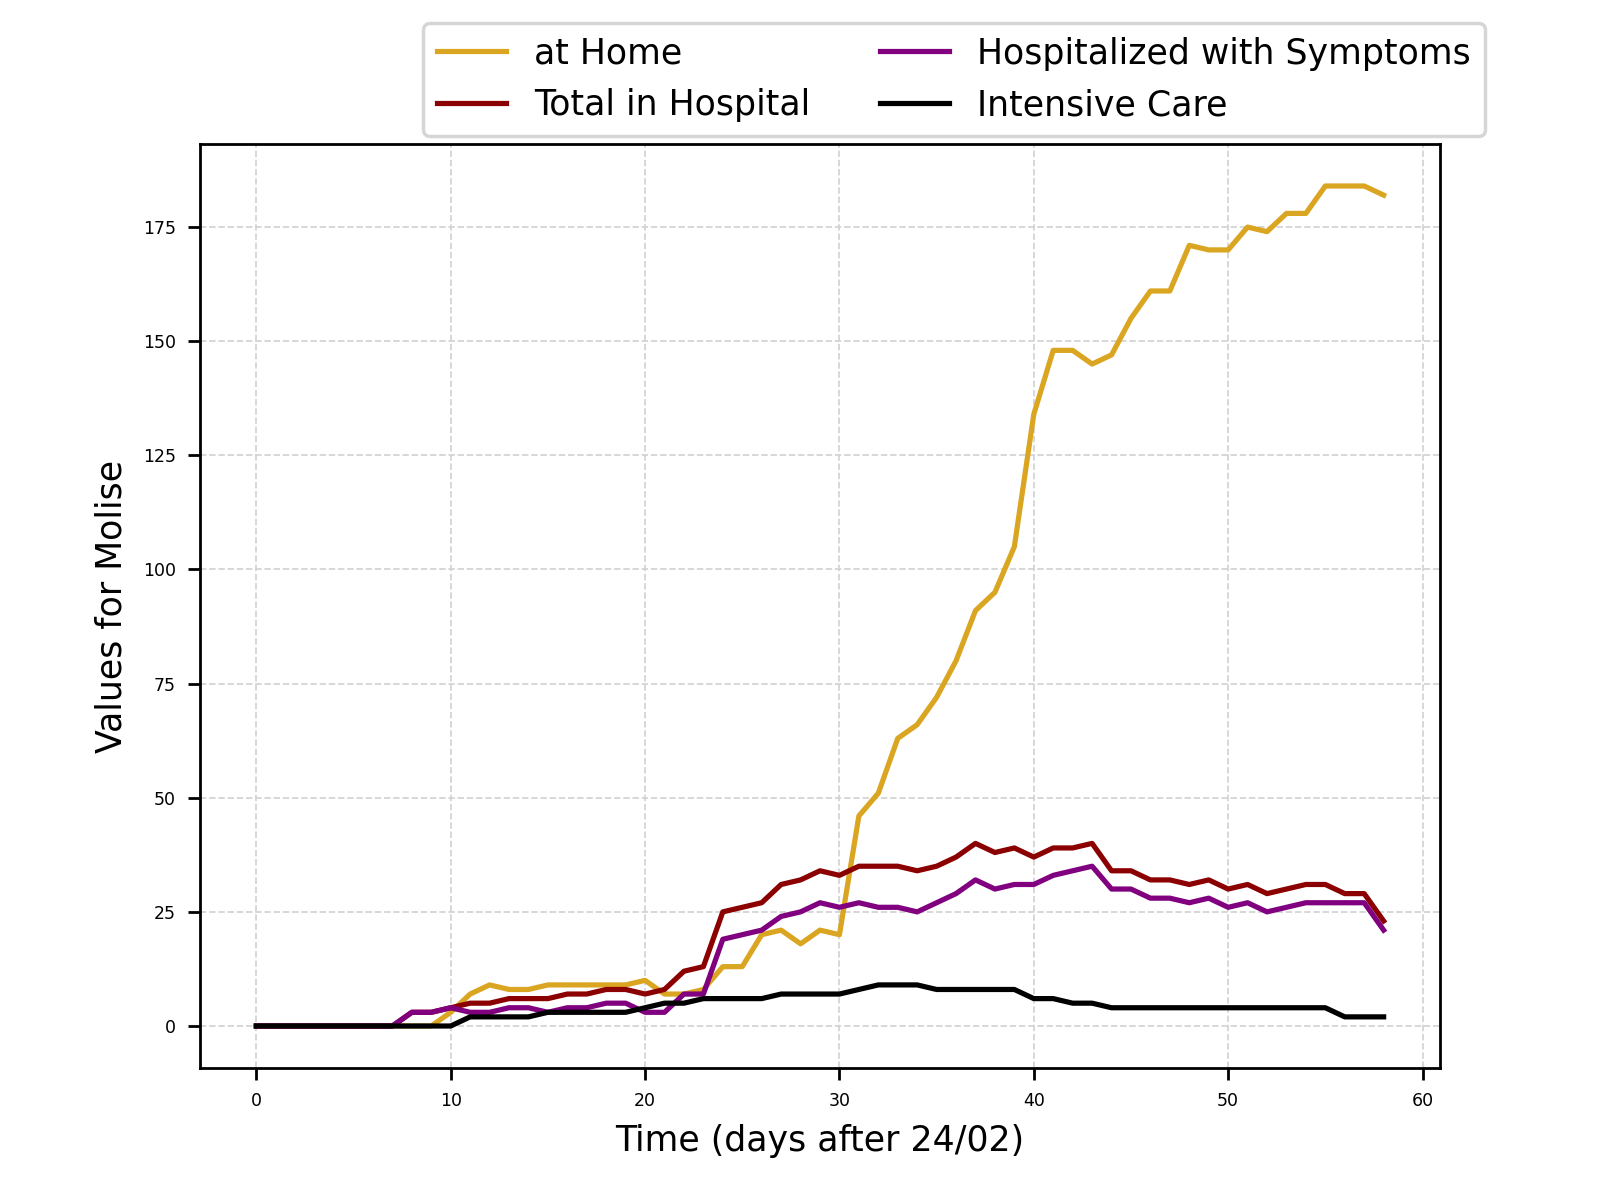 at Home
Total in Hospital
Hospitalized with Symptoms
Intensive Care
Values for Molise
175
150
125
100
75
50
25
0
0 10 20 30 40 50 60
Time (days after 24/02)